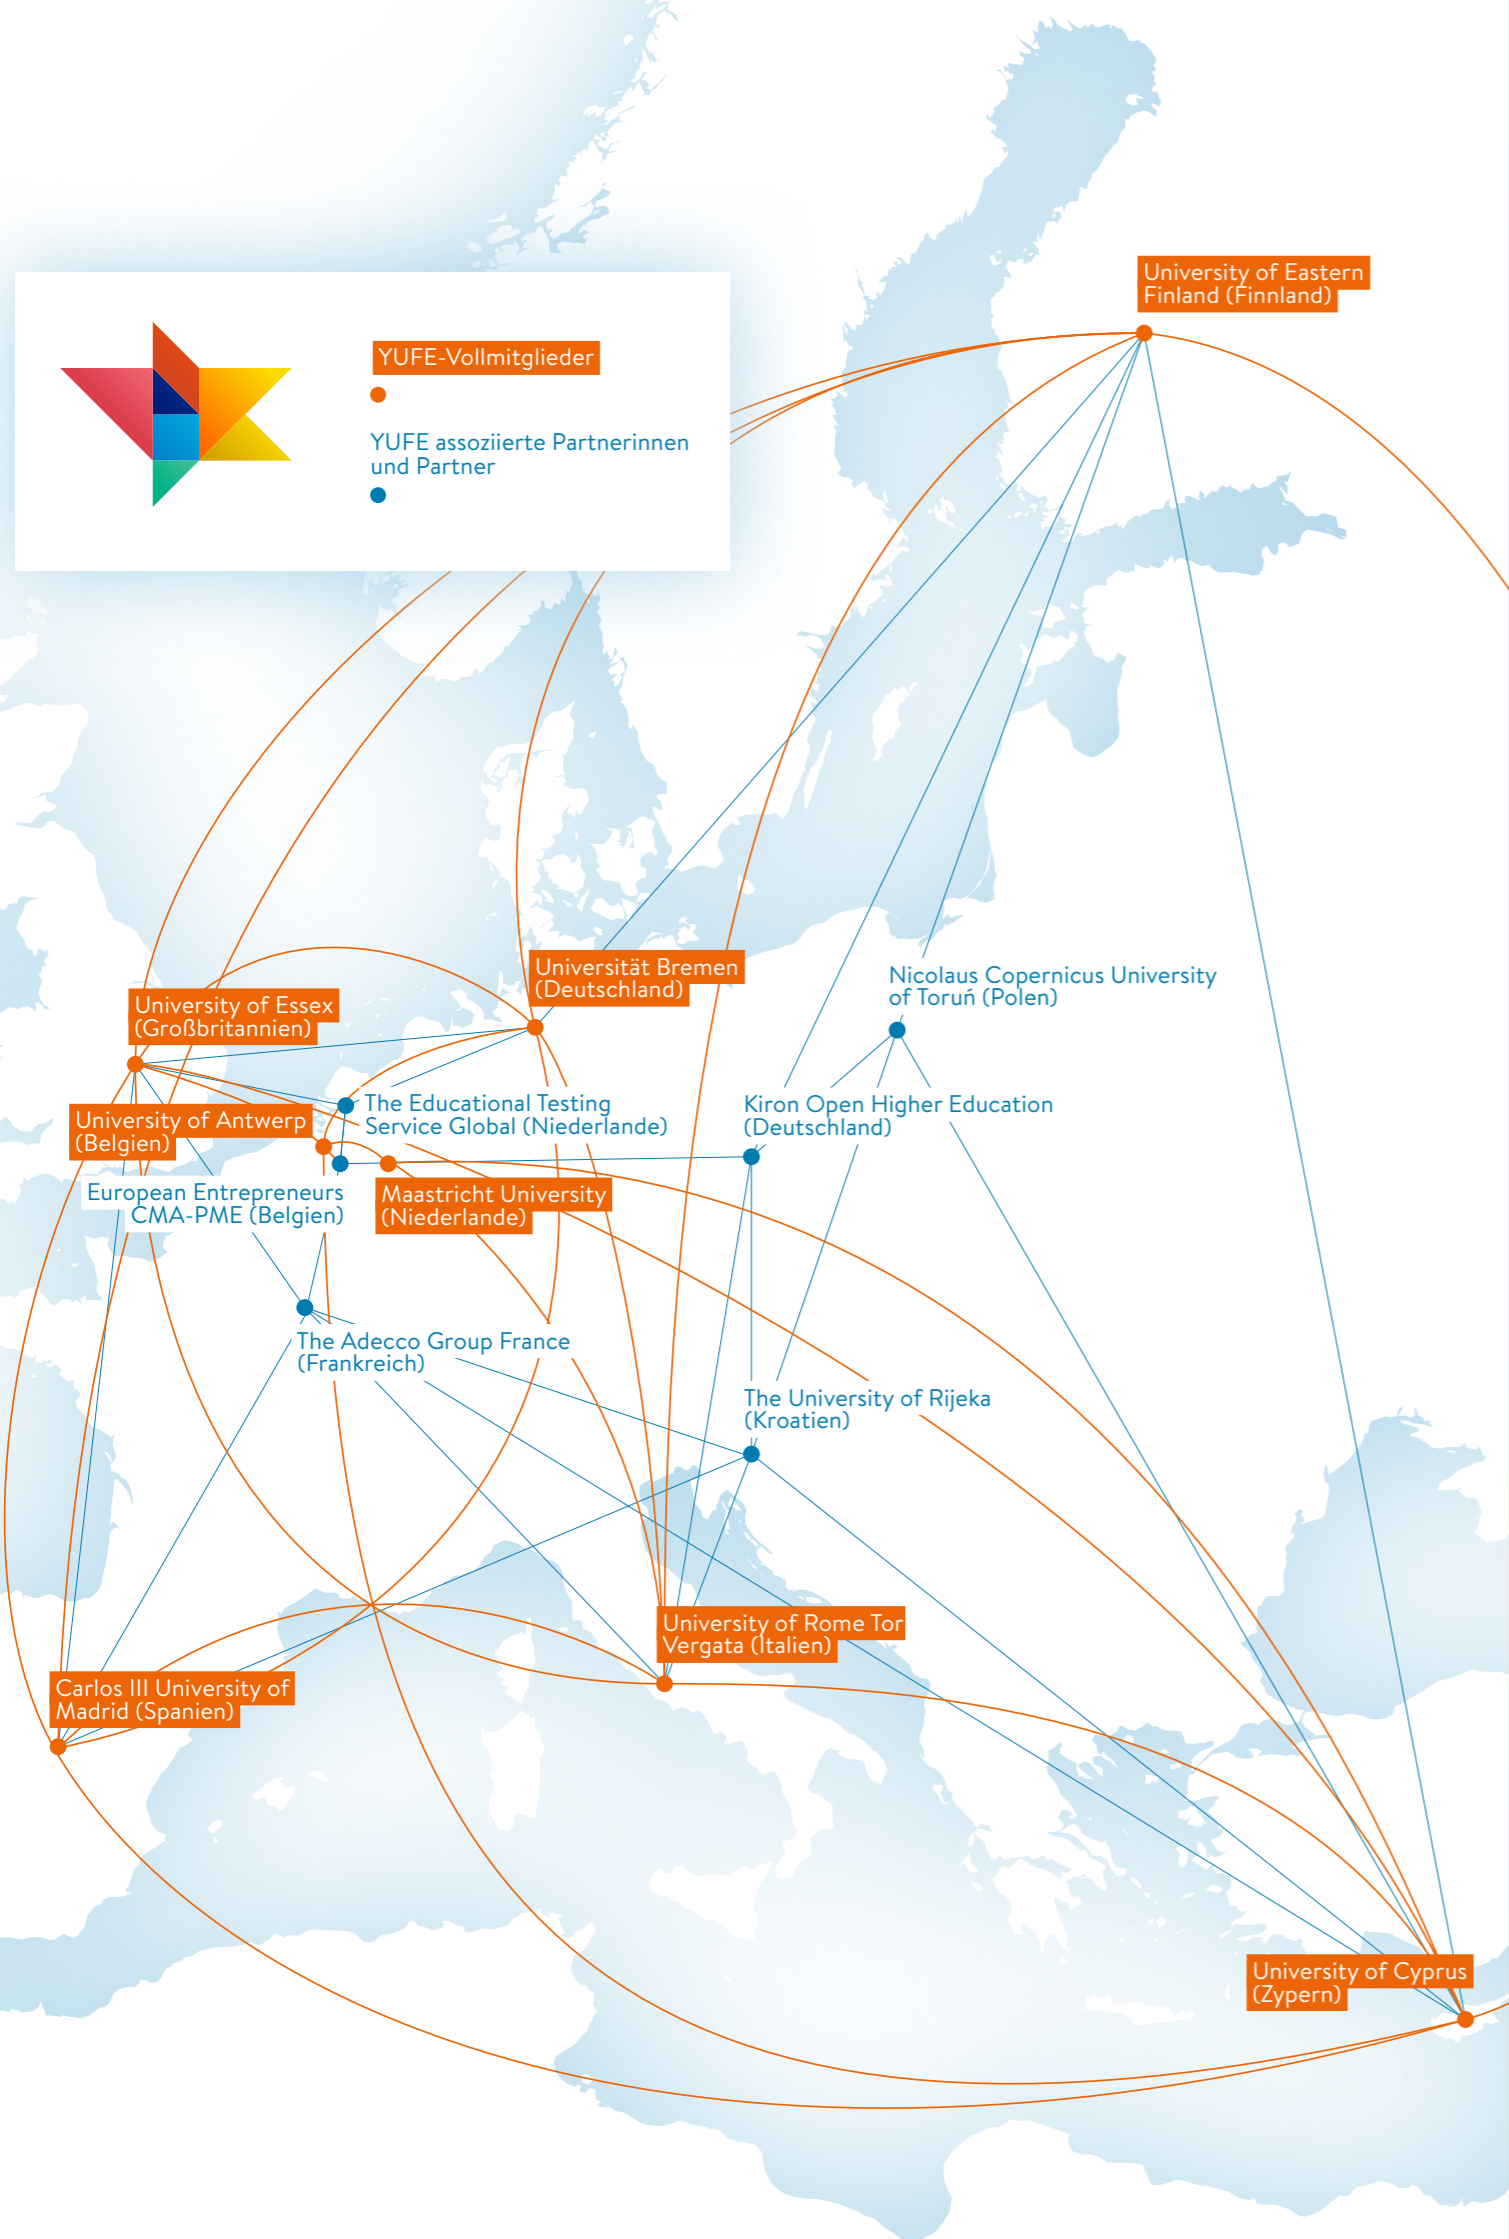 University of Eastern
Finland (Finnland)
YUFE-Vollmitglieder
YUFE assoziierte Partnerinnen
und Partner
Universität Bremen
(Deutschland)
Nicolaus Copernicus University
of Toruń (Polen)
University of Essex
(Großbritannien)
The Educational Testing
Service Global (Niederlande)
Kiron Open Higher Education
(Deutschland)
University of Antwerp
(Belgien)
European Entrepreneurs
CMA-PME (Belgien)
Maastricht University
(Niederlande)
The Adecco Group France
(Frankreich)
The University of Rijeka
(Kroatien)
University of Rome Tor
Vergata (Italien)
Carlos III University of
Madrid (Spanien)
University of Cyprus
(Zypern)